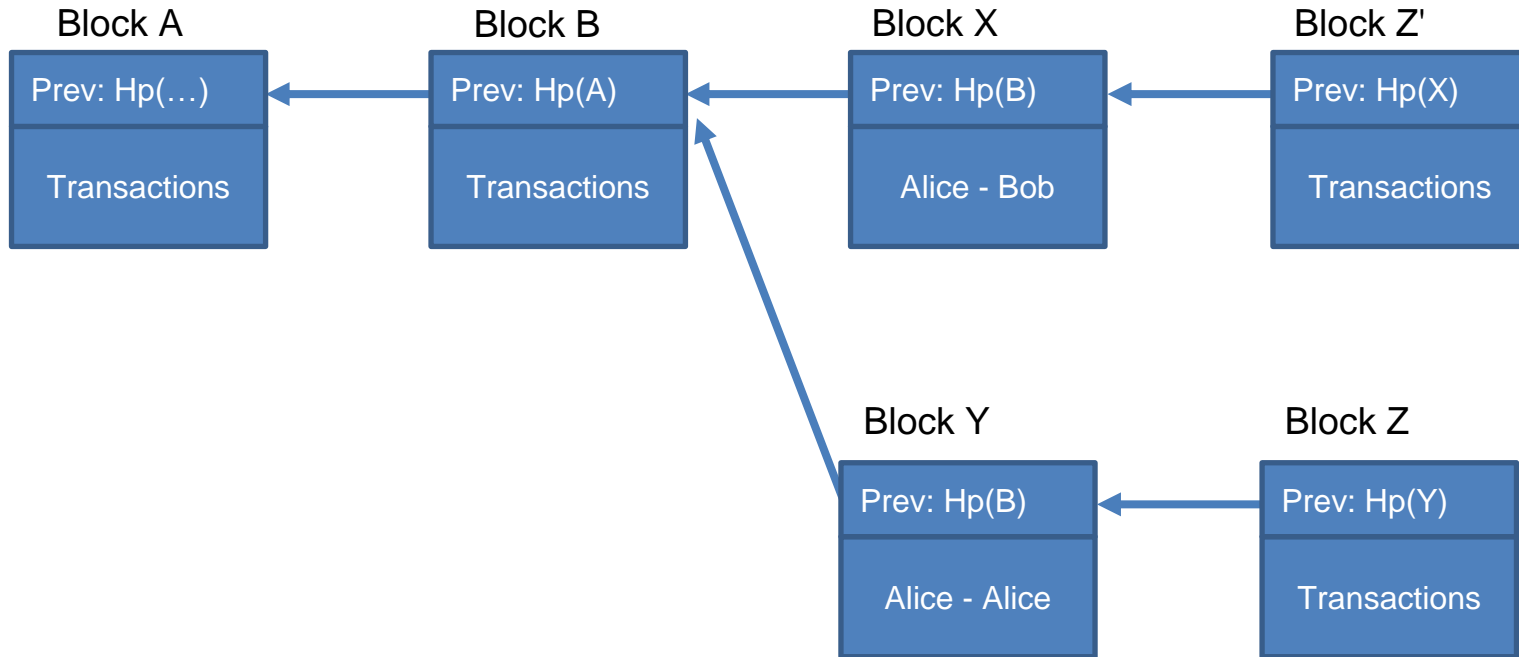 Block A
Block B
Block X
Block Z'
Prev: Hp(…)
Prev: Hp(A)
Prev: Hp(B)
Prev: Hp(X)
Transactions
Transactions
Alice - Bob
Transactions
Block Y
Block Z
Prev: Hp(B)
Prev: Hp(Y)
Alice - Alice
Transactions